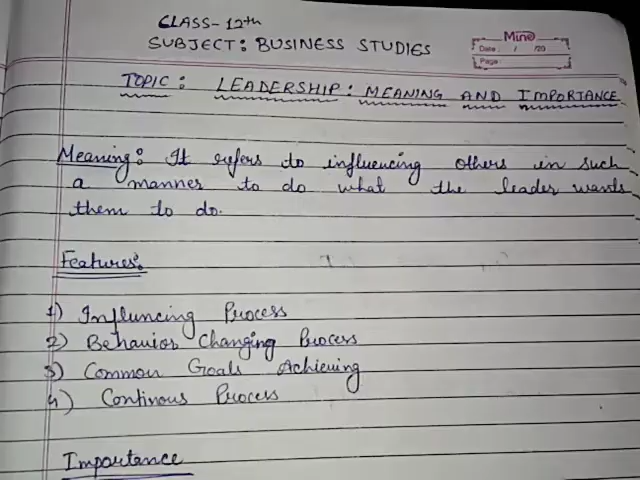 CLASS- 12th
SUBJECT: BUSINESS STUDIES
Mine
Date: / /20
Page:
TOPIC: LEADERSHIP: MEANING AND IMPORTANCE
Meaning: It refers to influencing others in such
a manner to do what the leader wants
them to do.
Features:
1) Influncing Process
2) Behavior Changing Process
3) Common Goals Achieving
4) Continous Process
Importance